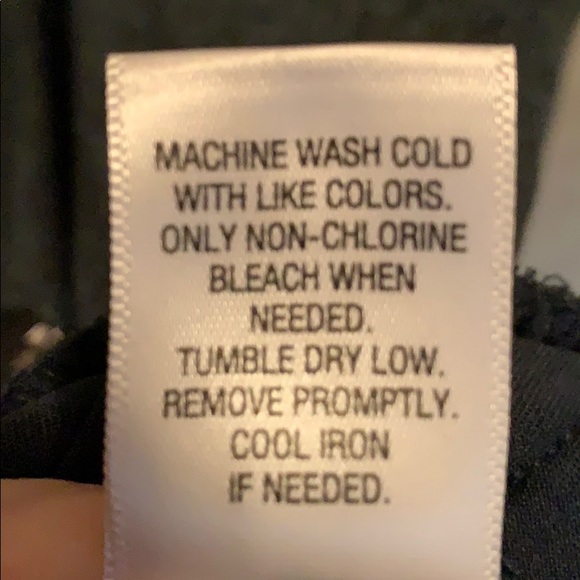 MACHINE WASH COLD
WITH LIKE COLORS.
ONLY NON-CHLORINE
BLEACH WHEN
NEEDED.
TUMBLE DRY LOW.
REMOVE PROMPTLY.
COOL IRON
IF NEEDED.